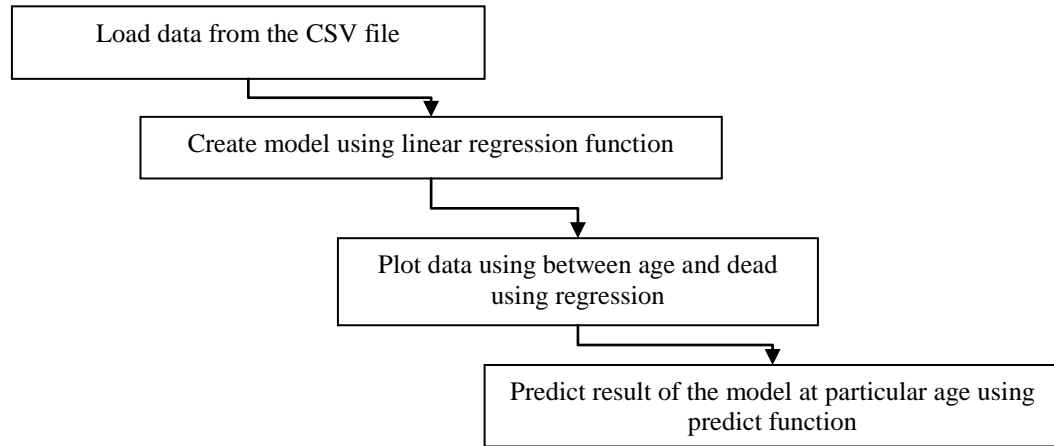 Load data from the CSV file
Create model using linear regression function
Plot data using between age and dead
using regression
Predict result of the model at particular age using
predict function